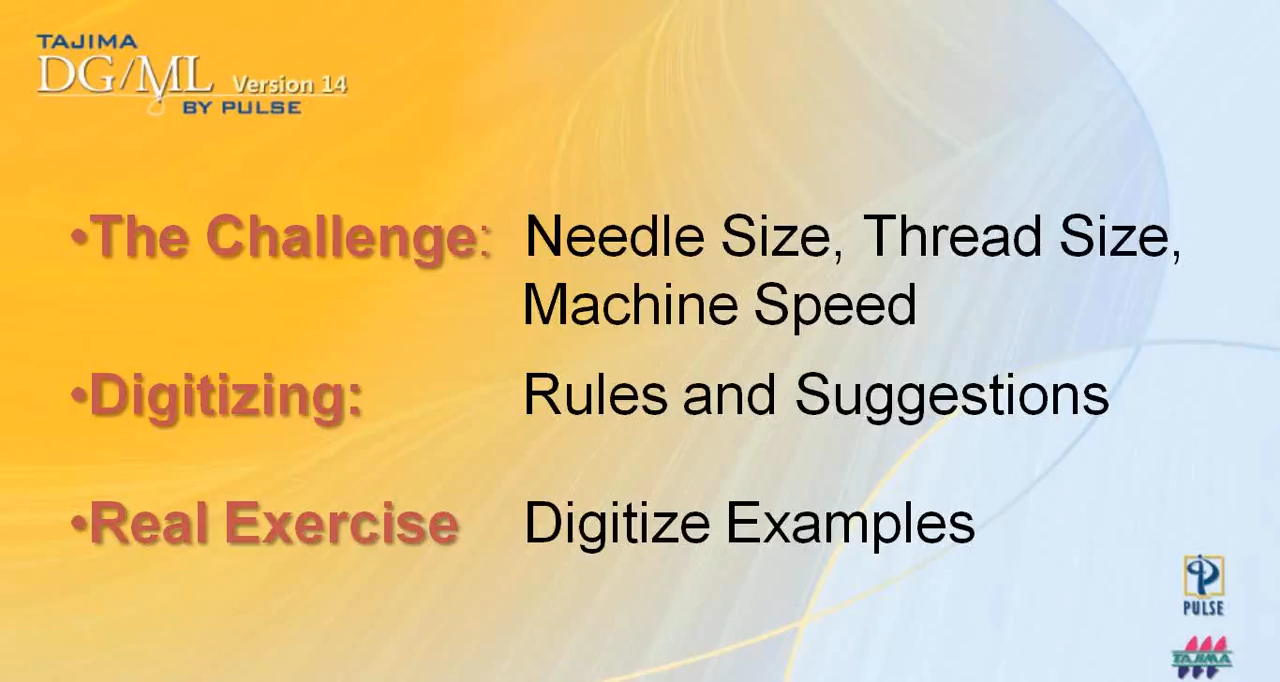 TAJIMA
DG/ML Version 14
BY PULSE
•The Challenge: Needle Size, Thread Size,
Machine Speed
•Digitizing: Rules and Suggestions
•Real Exercise Digitize Examples
PULSE
TAJIMA